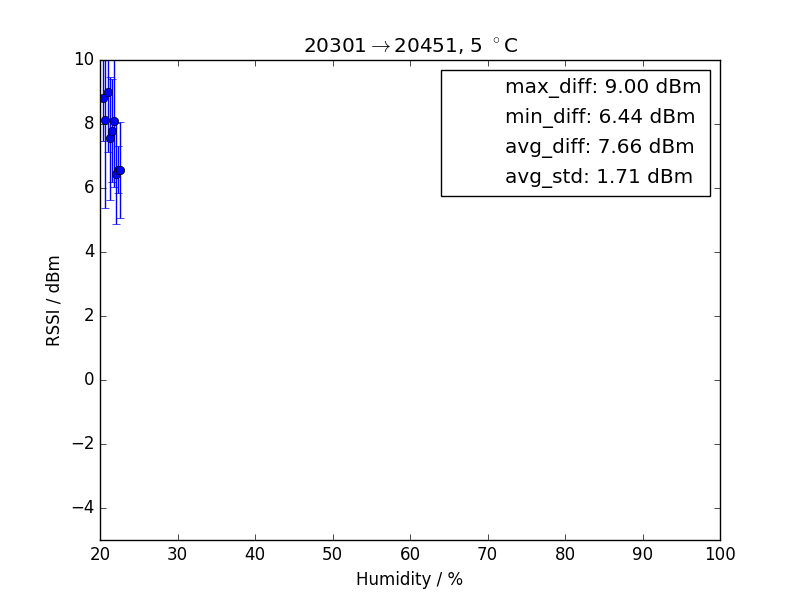 20301→20451, 5 °C
max_diff: 9.00 dBm
min_diff: 6.44 dBm
avg_diff: 7.66 dBm
avg_std: 1.71 dBm
RSSI / dBm
10
8
6
4
2
0
−2
−4
20 30 40 50 60 70 80 90 100
Humidity / %